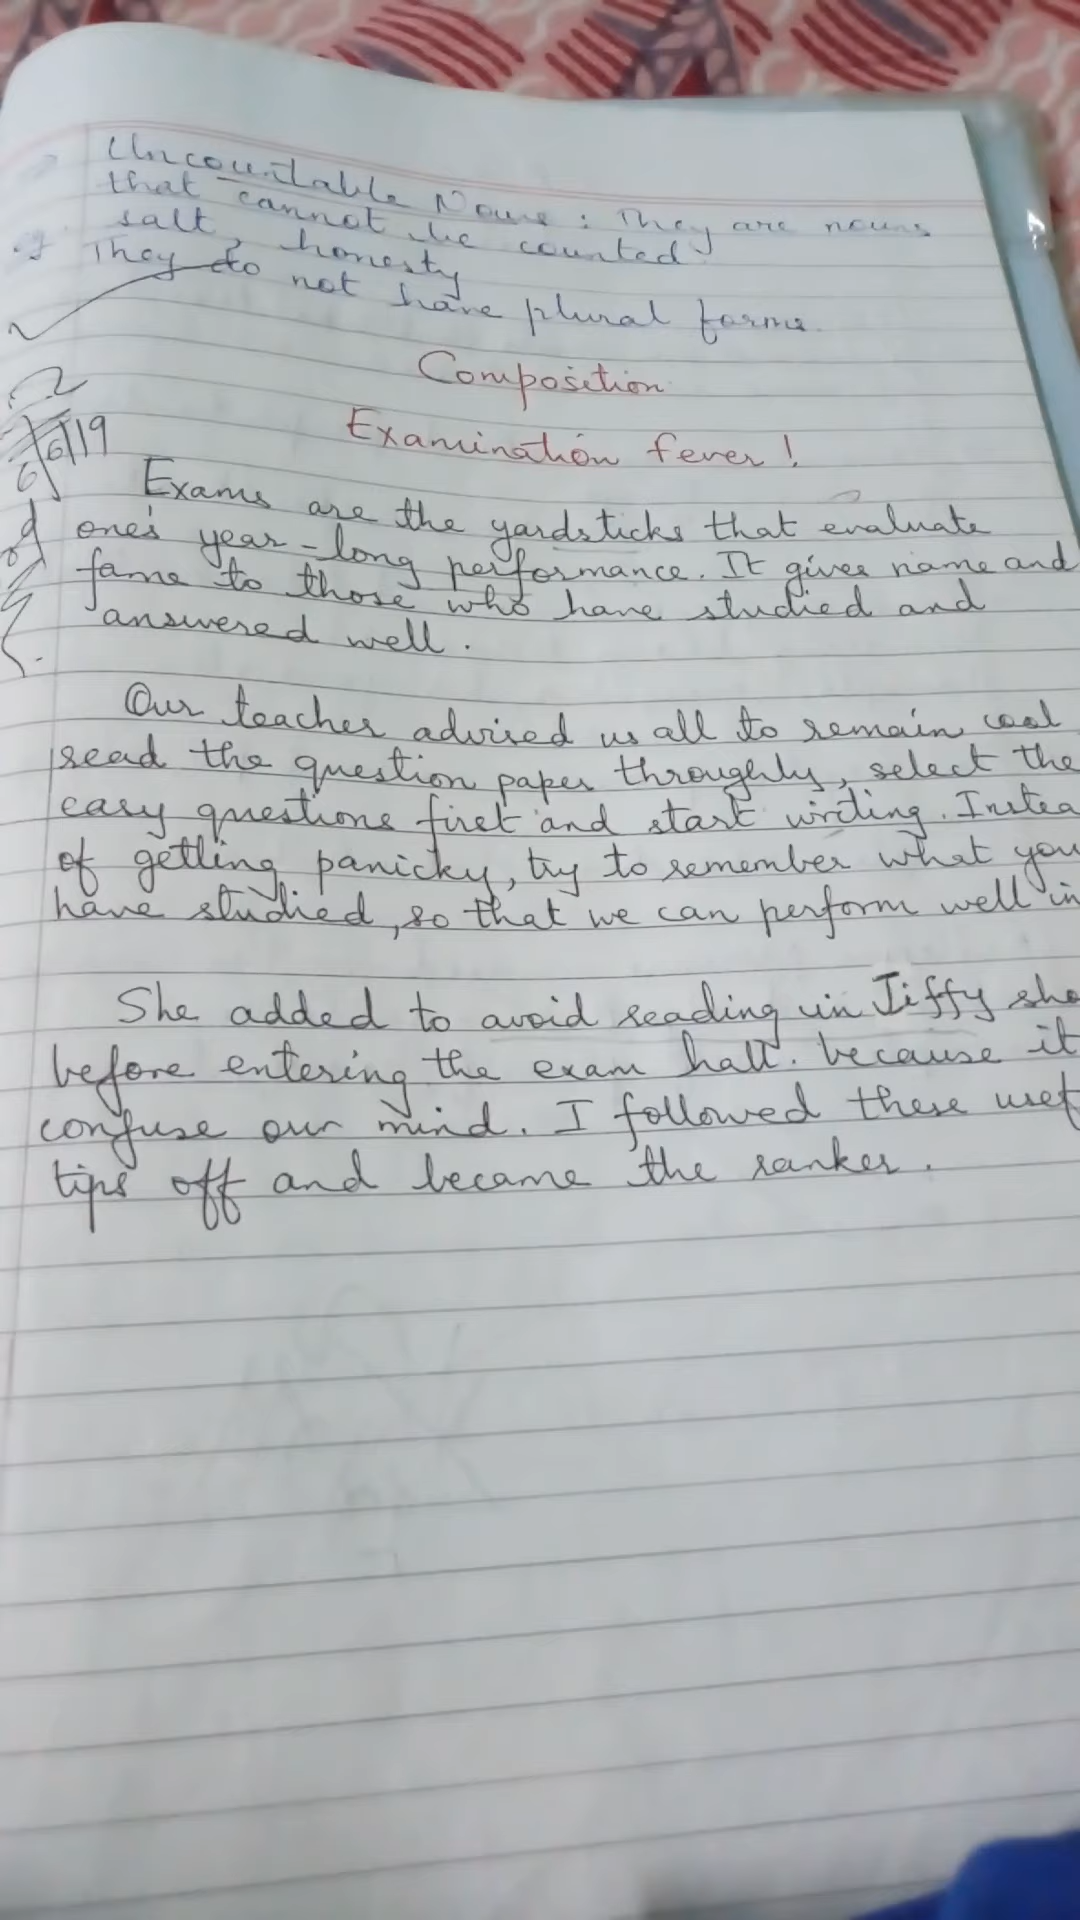 Uncountable Nouns : They are nouns
that cannot be counted.
eg. salt, honesty
They do not have plural forms.
Composition
Examination fever !
6/6/19
Exams are the yardsticks that evaluate
one's year-long performance. It gives name and
fame to those who have studied and
answered well.
Our teacher advised us all to remain cool
read the question paper throughly, select the
easy questions first and start writing. Instea
of getting panicky, try to remember what you
have studied, so that we can perform well in
She added to avoid reading in Jiffy sho
before entering the exam hall. because it
confuse our mind. I followed these usef
tips off and became the ranker.